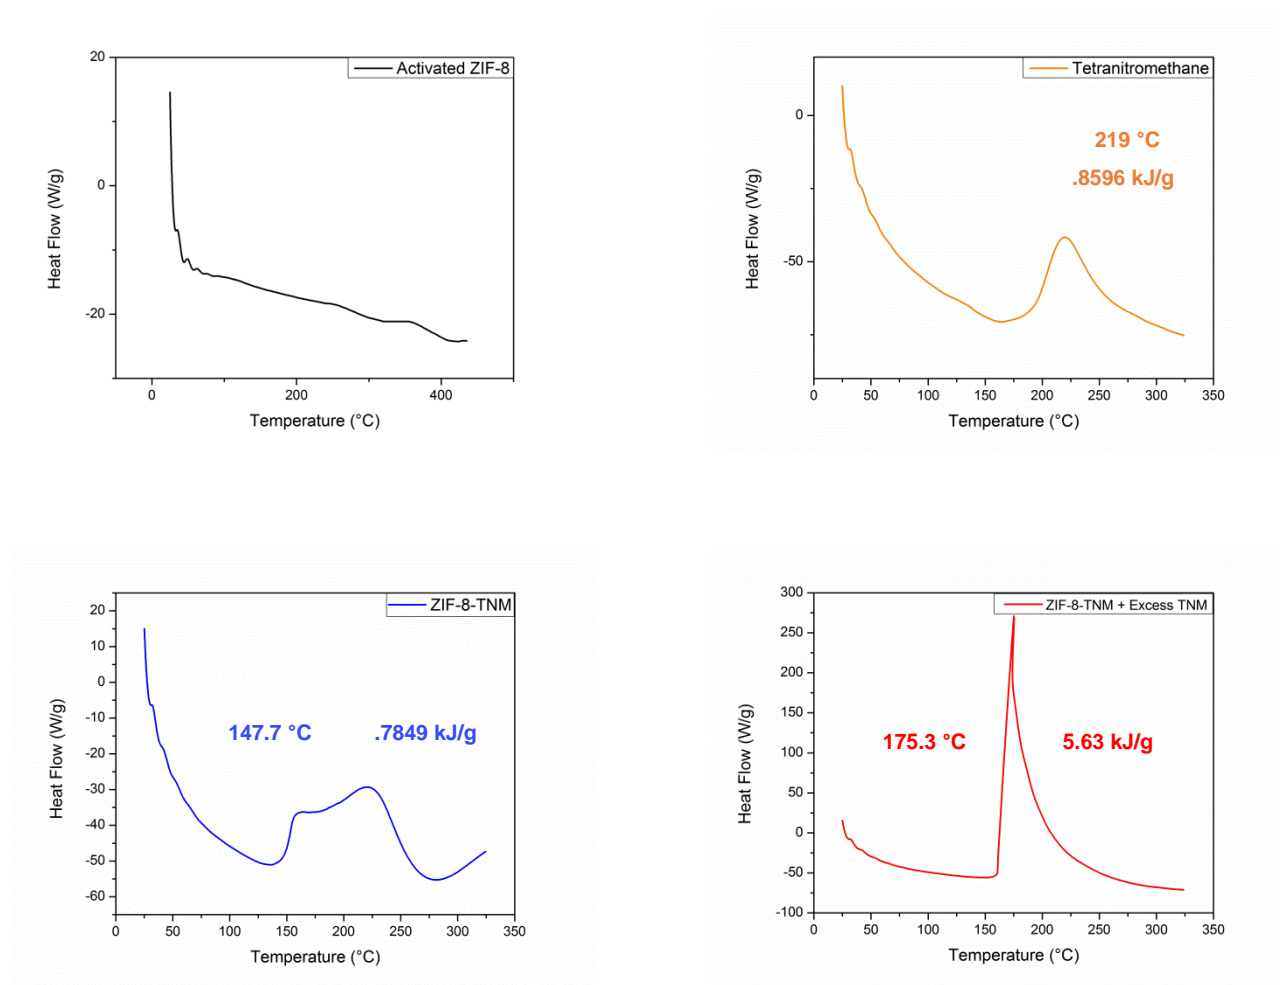 Activated ZIF-8
20
0
-20
Heat Flow (W/g)
0
200
400
Temperature (°C)
Tetranitromethane
219 °C
.8596 kJ/g
0
-50
Heat Flow (W/g)
0
50
100
150
200
250
300
350
Temperature (°C)
ZIF-8-TNM
147.7 °C
.7849 kJ/g
20
10
0
-10
-20
-30
-40
-50
-60
Heat Flow (W/g)
0
50
100
150
200
250
300
350
Temperature (°C)
ZIF-8-TNM + Excess TNM
175.3 °C
5.63 kJ/g
300
250
200
150
100
50
0
-50
-100
Heat Flow (W/g)
0
50
100
150
200
250
300
350
Temperature (°C)